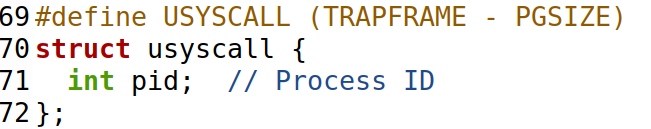 69 #define USYSCALL (TRAPFRAME - PGSIZE)
70 struct usyscall {
71   int pid;  // Process ID
72 };